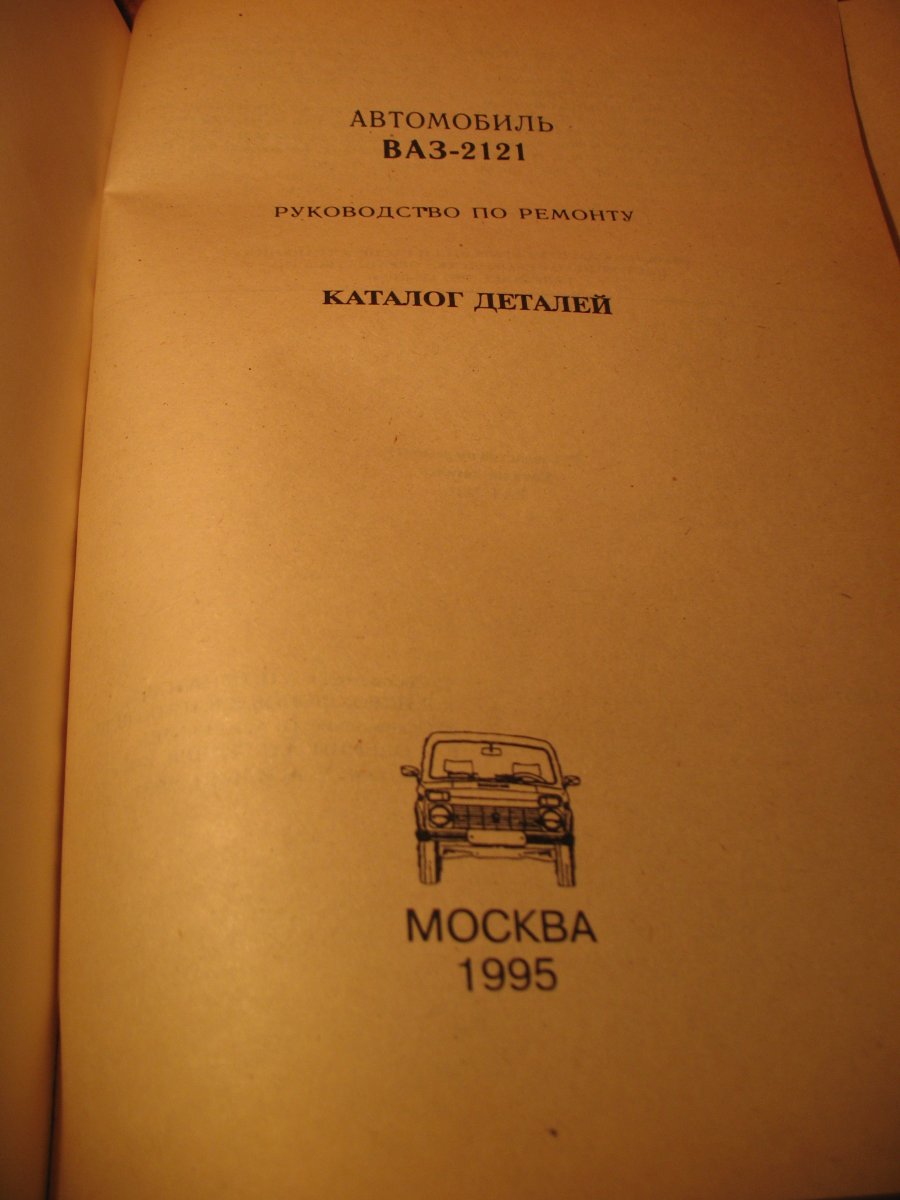 АВТОМОБИЛЬ
ВАЗ-2121
РУКОВОДСТВО ПО РЕМОНТУ
КАТАЛОГ ДЕТАЛЕЙ
МОСКВА
1995